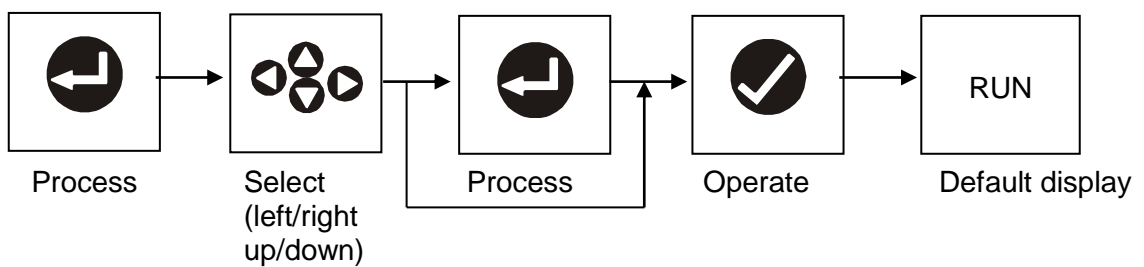 RUN
Process
Select
(left/right
up/down)
Process
Operate
Default display